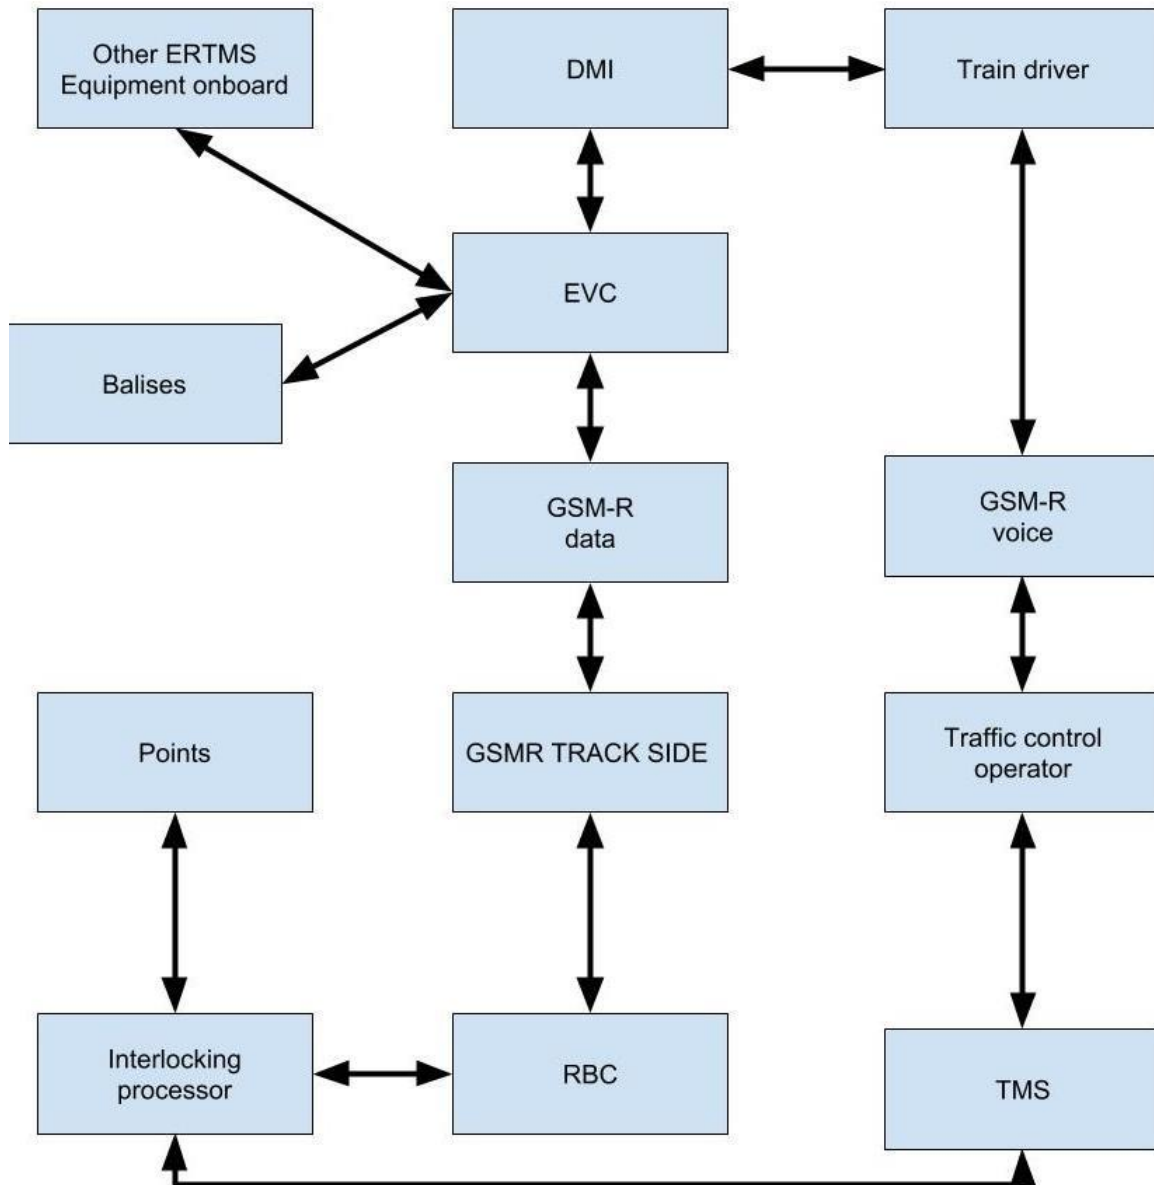 Other ERTMS
Equipment onboard
DMI
Train driver
EVC
Balises
GSM-R
data
GSM-R
voice
Points
GSMR TRACK SIDE
Traffic control
operator
Interlocking
processor
RBC
TMS